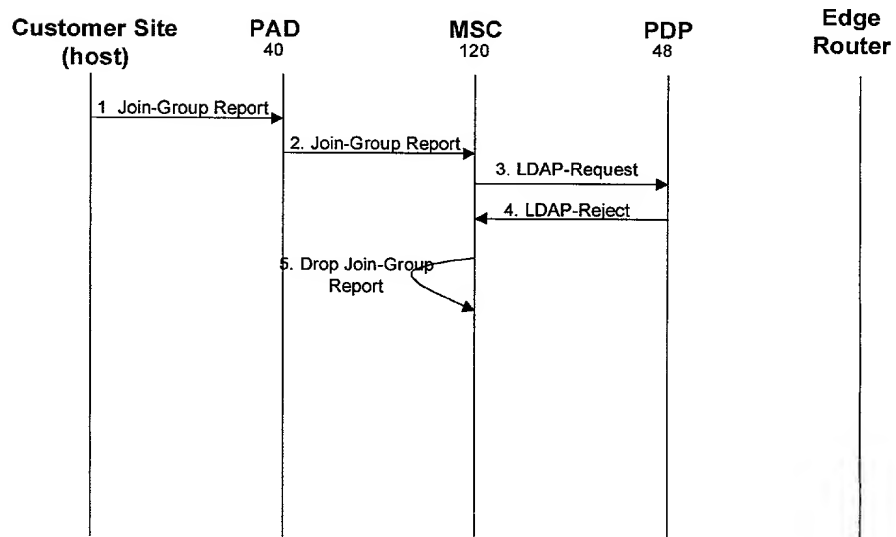 Customer Site
(host)
PAD
40
MSC
120
PDP
48
Edge
Router
1 Join-Group Report
2. Join-Group Report
3. LDAP-Request
4. LDAP-Reject
5. Drop Join-Group
Report